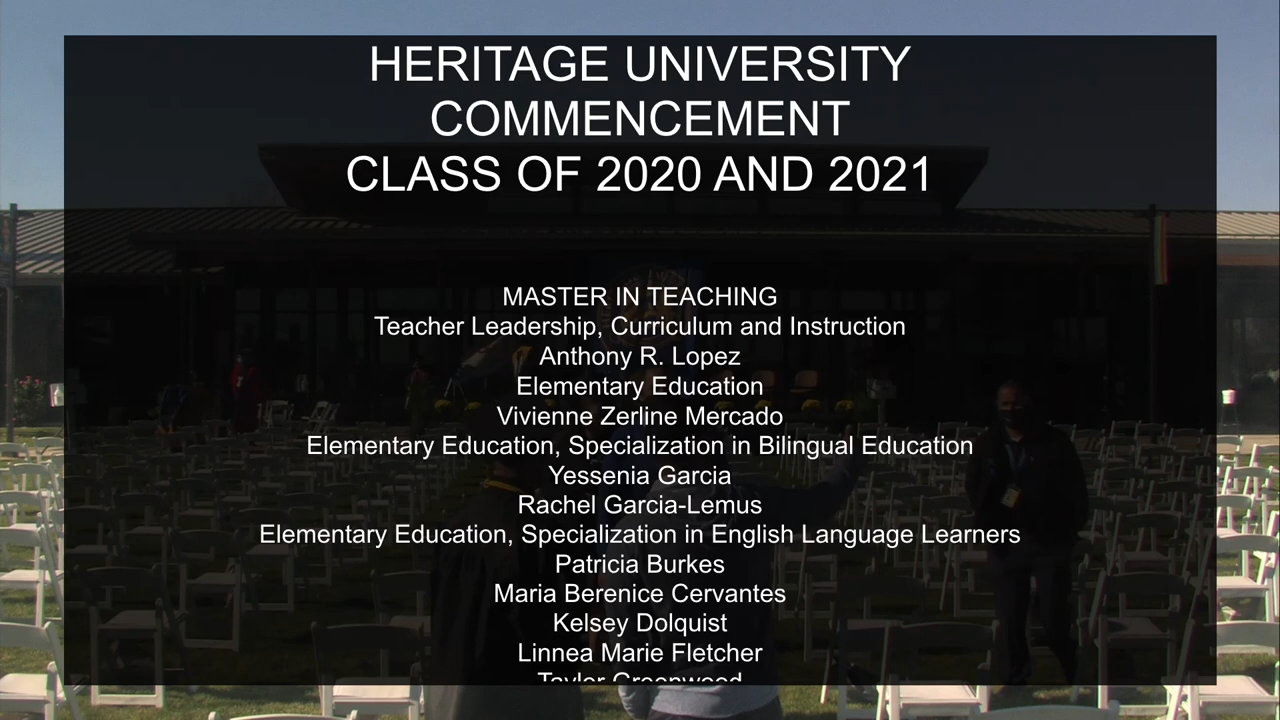 HERITAGE UNIVERSITY
COMMENCEMENT
CLASS OF 2020 AND 2021
MASTER IN TEACHING
Teacher Leadership, Curriculum and Instruction
Anthony R. Lopez
Elementary Education
Vivienne Zerline Mercado
Elementary Education, Specialization in Bilingual Education
Yessenia Garcia
Rachel Garcia-Lemus
Elementary Education, Specialization in English Language Learners
Patricia Burkes
Maria Berenice Cervantes
Kelsey Dolquist
Linnea Marie Fletcher
Taylor Greenwood